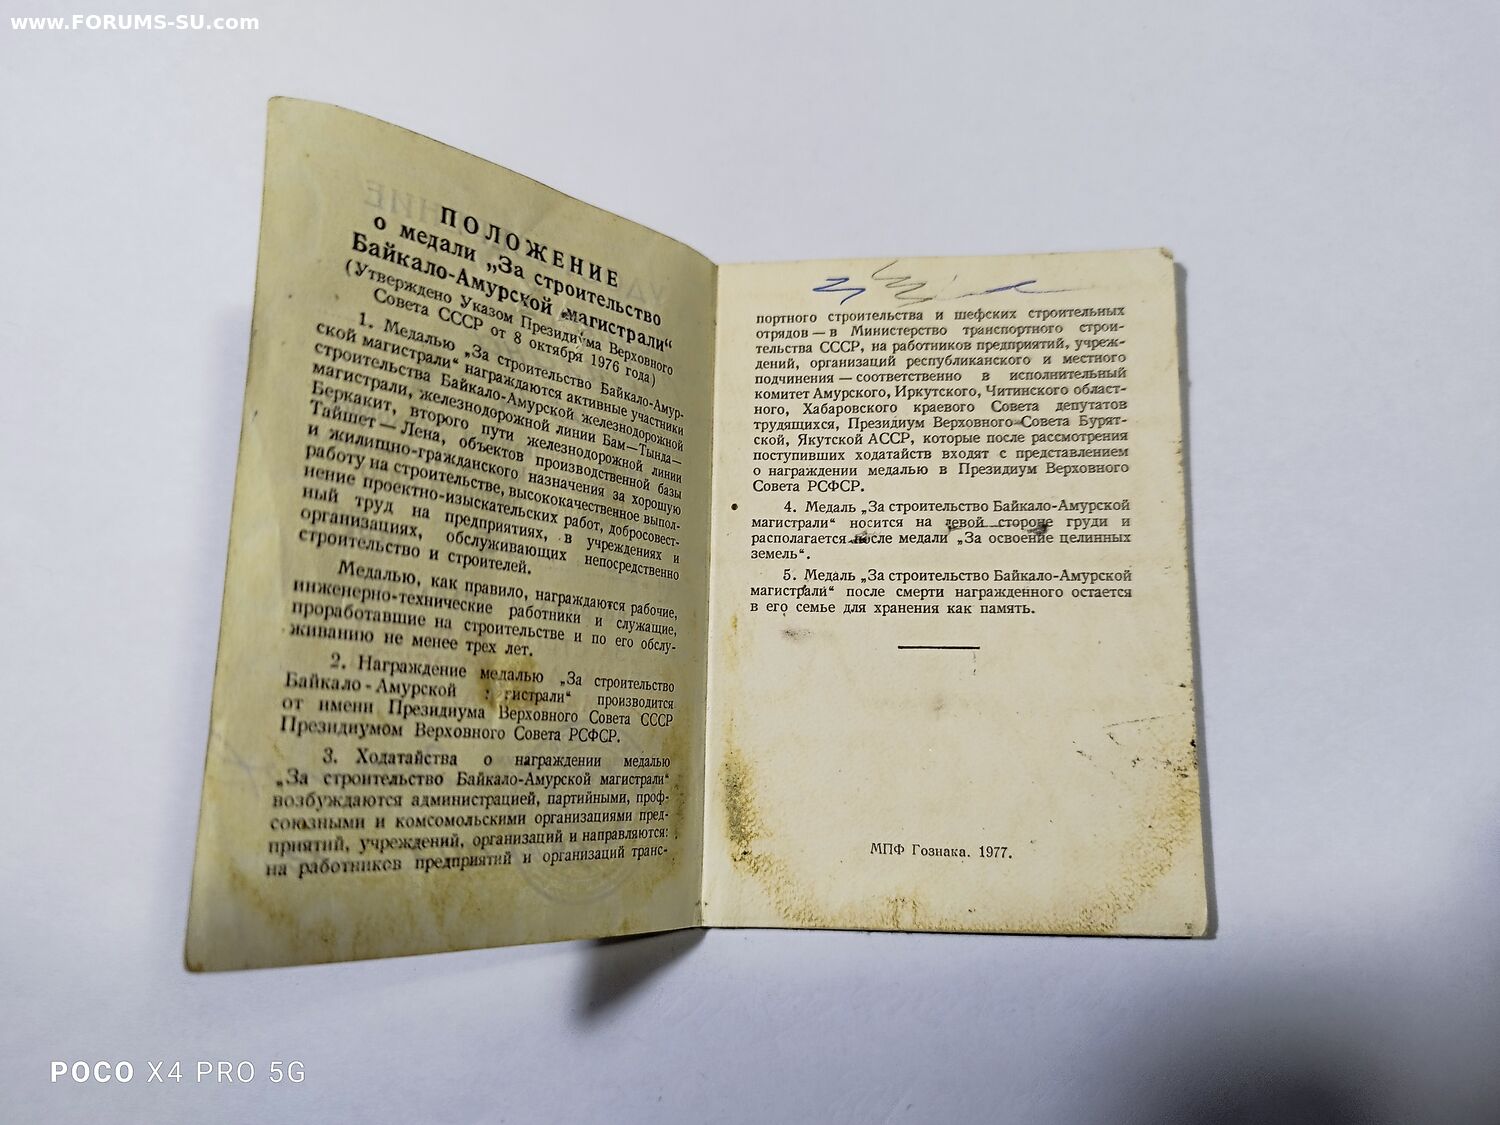 www.FORUMS-SU.com
ПОЛОЖЕНИЕ
о медали „За строительство
Байкало-Амурской магистрали“
(Утверждено Указом Президиума Верховного
Совета СССР от 8 октября 1976 года)
1. Медалью „За строительство Байкало-Амур-
ской магистрали“ награждаются активные участники
строительства Байкало-Амурской железнодорожной
магистрали, железнодорожной линии Бам—Тында—
Беркакит, второго пути железнодорожной линии
Тайшет—Лена, объектов производственной базы
и жилищно-гражданского назначения за хорошую
работу на строительстве, высококачественное выпол-
нение проектно-изыскательских работ, добросовест-
ный труд на предприятиях, в учреждениях и
организациях, обслуживающих непосредственно
строительство и строителей.
Медалью, как правило, награждаются рабочие,
инженерно-технические работники и служащие,
проработавшие на строительстве и по его обслу-
живанию не менее трех лет.
2. Награждение медалью „За строительство
Байкало-Амурской гистрали“ производится
от имени Президиума Верховного Совета СССР
Президиумом Верховного Совета РСФСР.
3. Ходатайства о награждении медалью
„За строительство Байкало-Амурской магистрали“
возбуждаются администрацией, партийными, проф-
союзными и комсомольскими организациями пред-
приятий, учреждений, организаций и направляются:
на работников предприятий и организаций транс-
портного строительства и шефских строительных
отрядов — в Министерство транспортного строи-
тельства СССР, на работников предприятий, учреж-
дений, организаций республиканского и местного
подчинения — соответственно в исполнительный
комитет Амурского, Иркутского, Читинского област-
ного, Хабаровского краевого Совета депутатов
трудящихся, Президиум Верховного Совета Бурят-
ской, Якутской АССР, которые после рассмотрения
поступивших ходатайств входят с представлением
о награждении медалью в Президиум Верховного
Совета РСФСР.
4. Медаль „За строительство Байкало-Амурской
магистрали“ носится на левой стороне груди и
располагается после медали „За освоение целинных
земель“.
5. Медаль „За строительство Байкало-Амурской
магистрали“ после смерти награжденного остается
в его семье для хранения как память.
МПФ Гознака. 1977.
POCO X4 PRO 5G